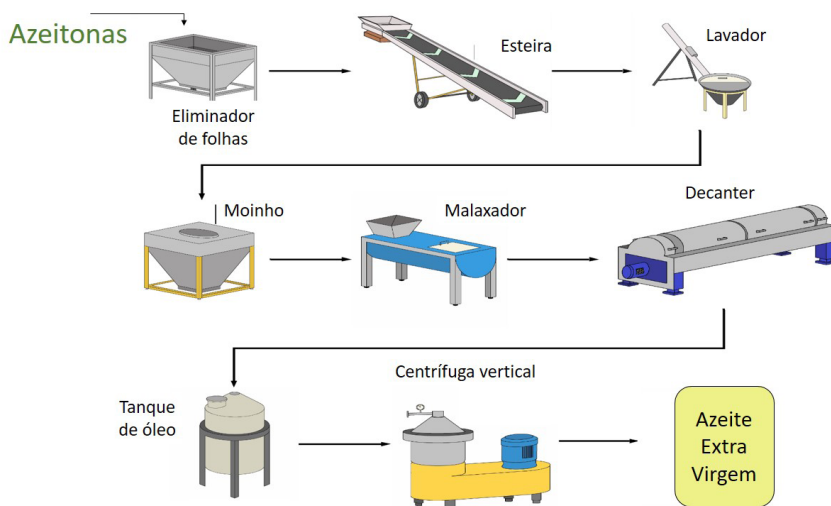 Azeitonas
Eliminador
de folhas
Esteira
Lavador
Moinho
Malaxador
Decanter
Tanque
de óleo
Centrífuga vertical
Azeite
Extra
Virgem